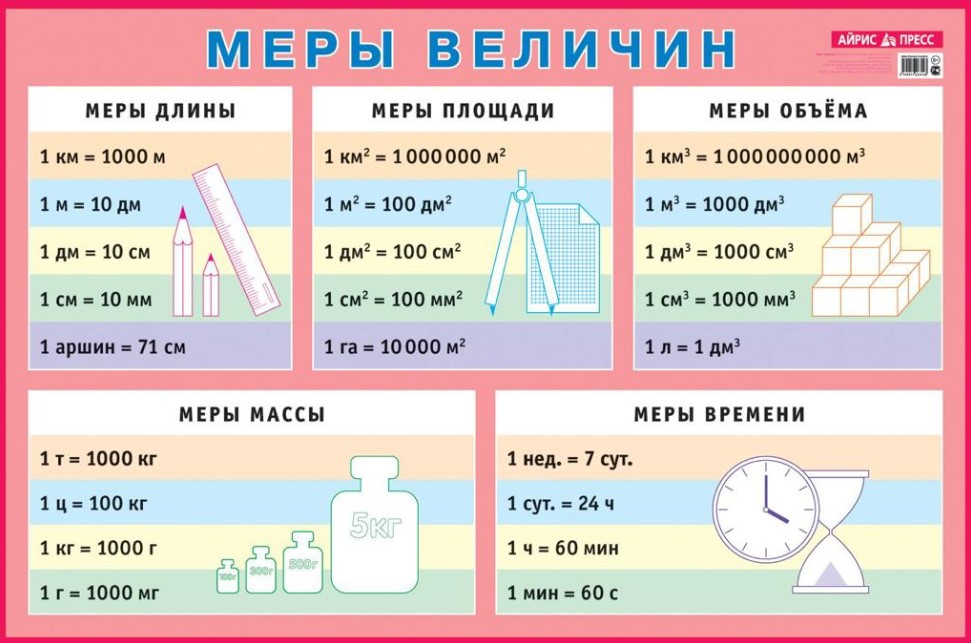 МЕРЫ ВЕЛИЧИН
АЙРИС ПРЕСС
МЕРЫ ДЛИНЫ
1 км = 1000 м
1 м = 10 дм
1 дм = 10 см
1 см = 10 мм
1 аршин = 71 см
МЕРЫ ПЛОЩАДИ
1 км² = 1 000 000 м²
1 м² = 100 дм²
1 дм² = 100 см²
1 см² = 100 мм²
1 га = 10 000 м²
МЕРЫ ОБЪЁМА
1 км³ = 1 000 000 000 м³
1 м³ = 1000 дм³
1 дм³ = 1000 см³
1 см³ = 1000 мм³
1 л = 1 дм³
МЕРЫ МАССЫ
1 т = 1000 кг
1 ц = 100 кг
1 кг = 1000 г
1 г = 1000 мг
100г
300г
500г
5кг
МЕРЫ ВРЕМЕНИ
1 нед. = 7 сут.
1 сут. = 24 ч
1 ч = 60 мин
1 мин = 60 с